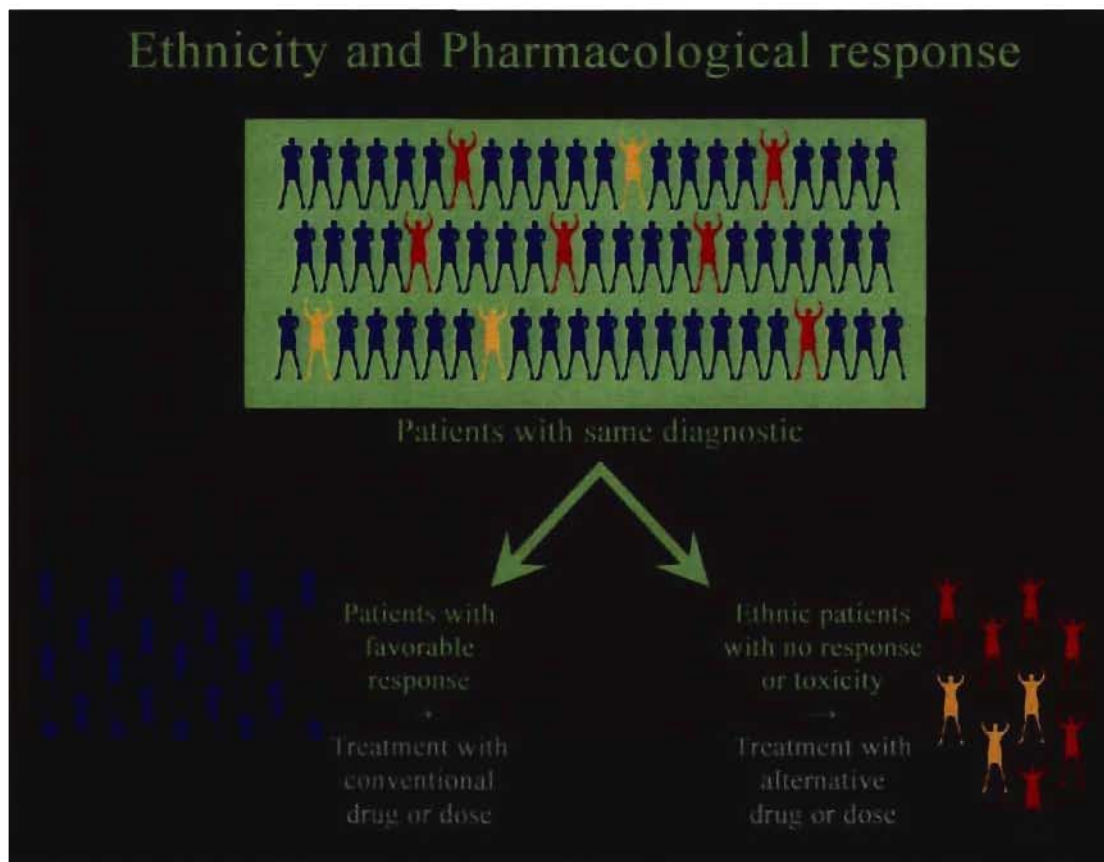 Ethnicity and Pharmacological response
Patients with same diagnostic
Patients with
favorable
response
→
Treatment with
conventional
drug or dose
Ethnic patients
with no response
or toxicity
→
Treatment with
alternative
drug or dose